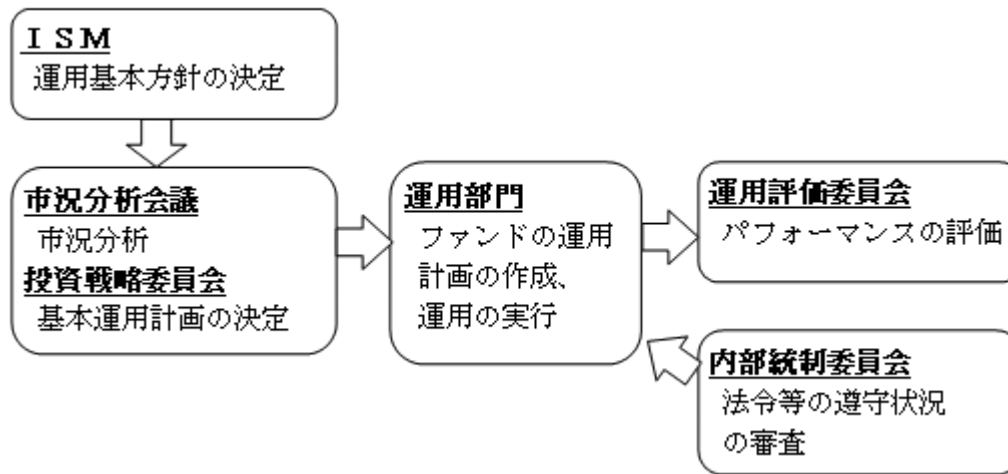 ＩＳＭ
運用基本方針の決定
市況分析会議
市況分析
投資戦略委員会
基本運用計画の決定
運用部門
ファンドの運用
計画の作成、
運用の実行
運用評価委員会
パフォーマンスの評価
内部統制委員会
法令等の遵守状況
の審査